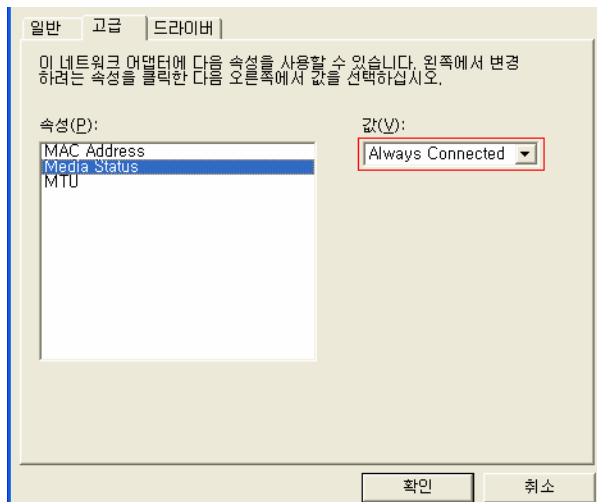 일반
고급
드라이버
이 네트워크 어댑터에 다음 속성을 사용할 수 있습니다. 왼쪽에서 변경
하려는 속성을 클릭한 다음 오른쪽에서 값을 선택하십시오.
속성(P):
값(V):
MAC Address
Always Connected
Media Status
MTU
확인
취소